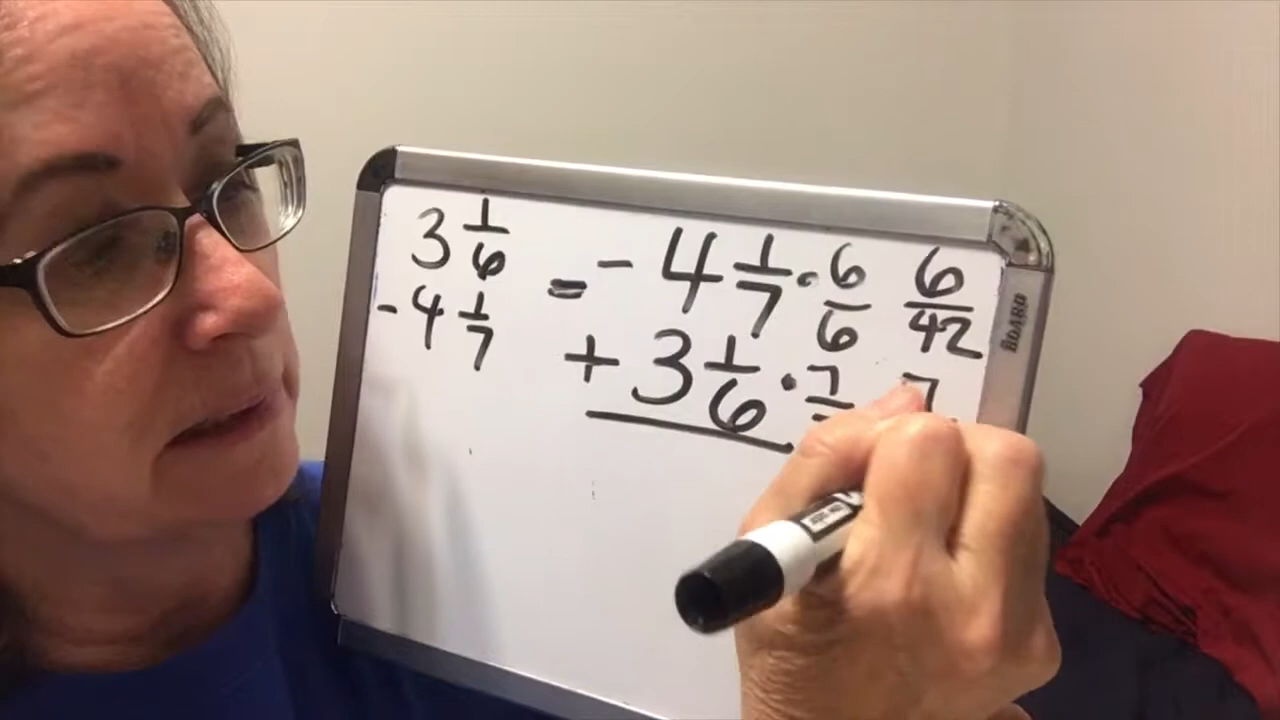 3 1/6
- 4 1/7
= - 4 1/7 · 6/6 6/42
+ 3 1/6 · 7/ 7
BOARD